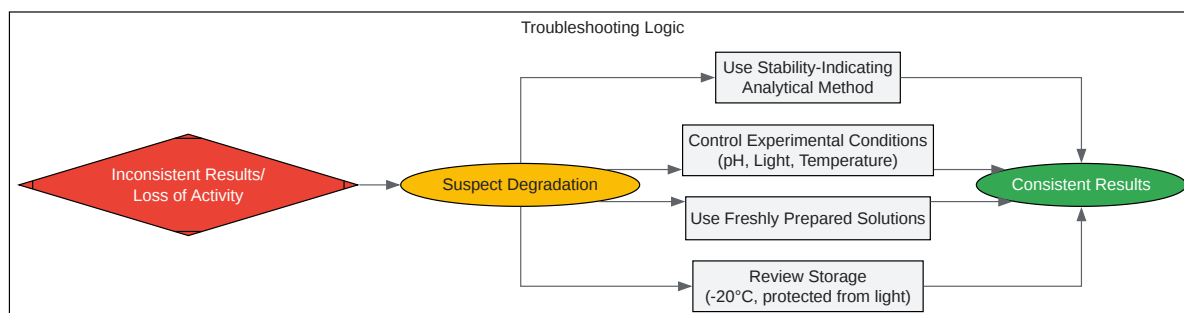 Troubleshooting Logic
Use Stability-Indicating
Analytical Method
Control Experimental Conditions
(pH, Light, Temperature)
Inconsistent Results/
Loss of Activity
Suspect Degradation
Consistent Results
Use Freshly Prepared Solutions
Review Storage
(-20°C, protected from light)